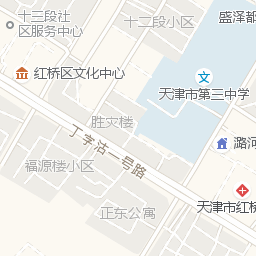 十三段社
区服务中心
十二段小区
盛泽都
红桥区文化中心
天津市第三中学
胜灾楼
丁字沽一号路
潞河
福源楼小区
天津市红桥
正东公寓